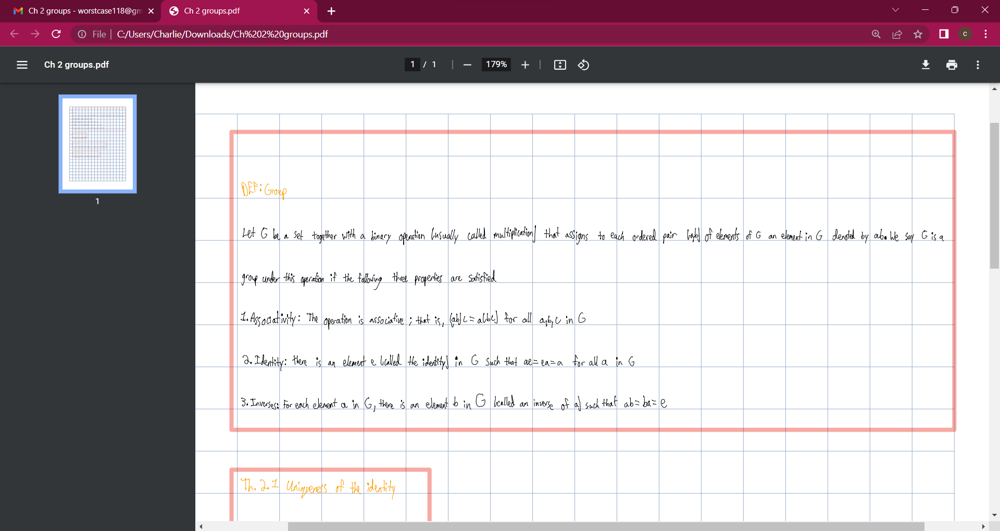 Ch 2 groups - worstcase118@gm
Ch 2 groups.pdf
File | C:/Users/Charlie/Downloads/Ch%202%20groups.pdf
C
Ch 2 groups.pdf
1 / 1
179%
1
DEF: Group
Let G be a set together with a binary operation (usually called multiplication) that assigns to each ordered pair (a,b) of elements of G an element in G denoted by ab. We say G is a
group under this operation if the following three properties are satisfied
1. Associativity: The operation is associative; that is, (ab)c = a(bc) for all a,b,c in G
2. Identity: there is an element e (called the identity) in G such that ae = ea = a for all a in G
3. Inverses: For each element a in G, there is an element b in G (called an inverse of a) such that ab = ba = e
Th. 2.1 Uniqueness of the identity